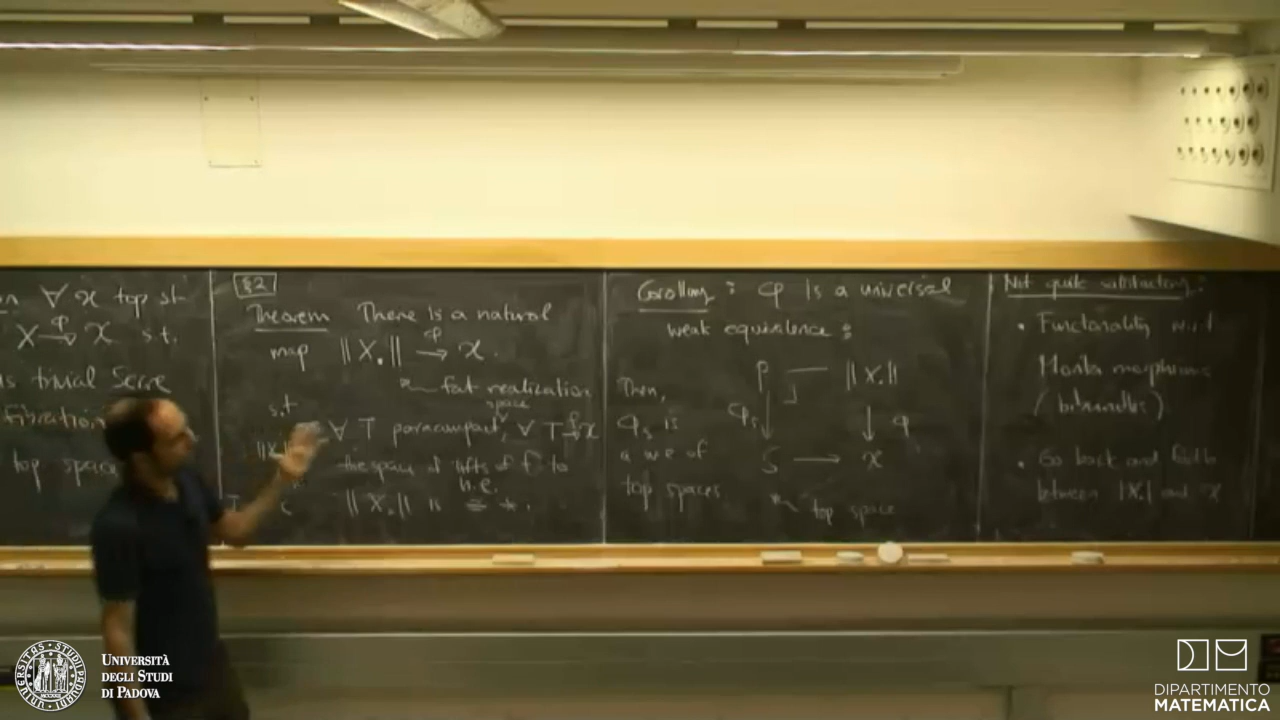 ∀ 𝒳 top st
X →φ 𝒳 s.t.
trivial Serre
Fibration
top space
§2
Theorem There is a natural
map ||X.|| →φ 𝒳.
fat realization
s.t
space
∀ T paracompact, ∀ T →f 𝒳
the space of lifts of f to
h.e.
||X.|| is ≅ *.
Corollary: φ is a universal
weak equivalence:
P — ||X.||
Then,
φs is
φs ↓ ↓ φ
a we of
S → 𝒳
top spaces
top space
Not quite satisfactory:
• Functoriality w.r.t
Morita morphisms
(bibundles)
• Go back and forth
between ||X.|| and 𝒳
UNIVERSITÀ
DEGLI STUDI
DI PADOVA
DIPARTIMENTO
MATEMATICA